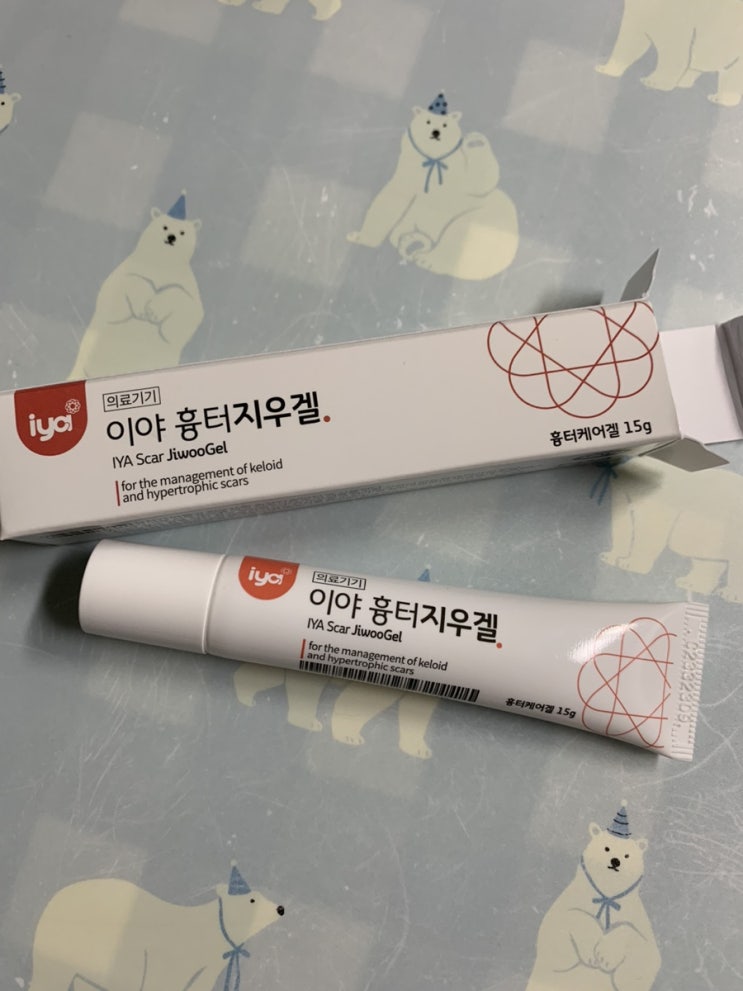 iya
의료기기
이야 흉터지우겔.
IYA Scar JiwooGel
for the management of keloid
and hypertrophic scars
흉터케어겔 15g
iya
의료기기
이야 흉터지우겔.
IYA Scar JiwooGel
for the management of keloid
and hypertrophic scars
흉터케어겔 15g